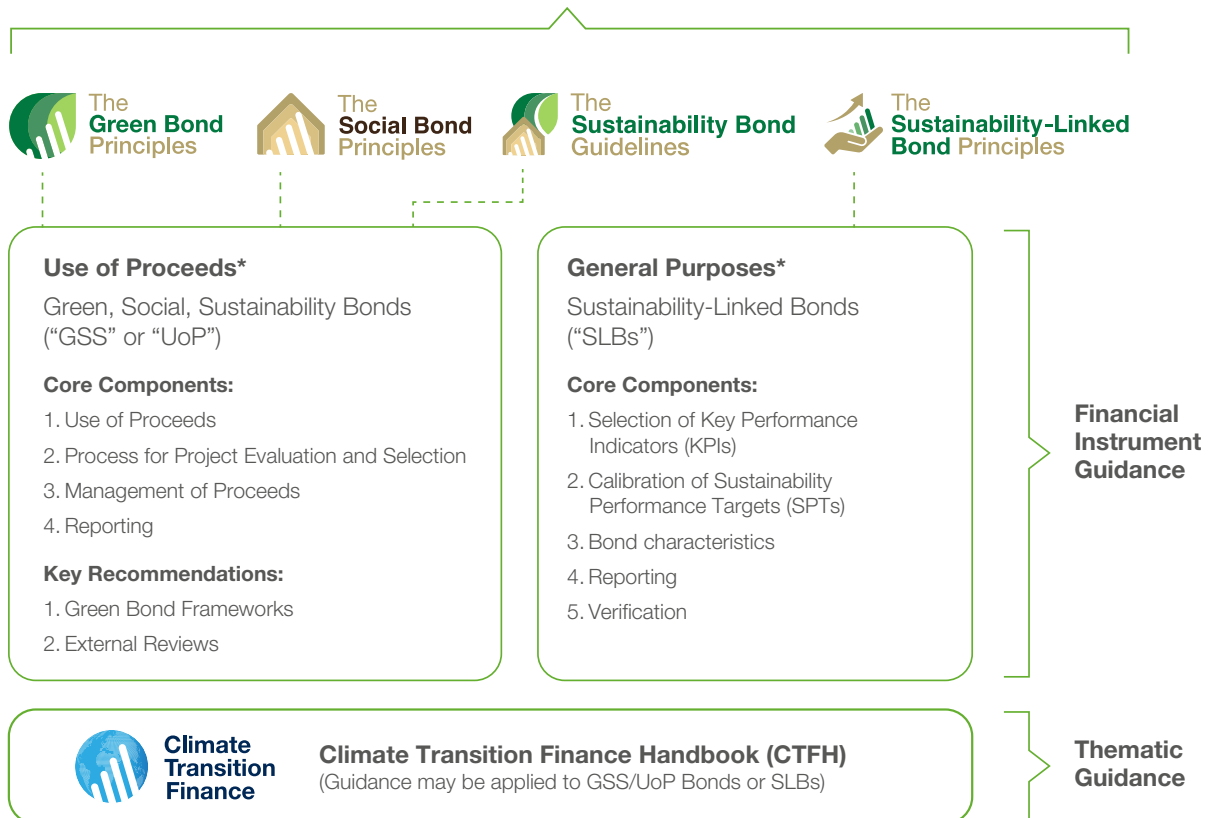 The
Green Bond
Principles
The
Social Bond
Principles
The
Sustainability Bond
Guidelines
The
Sustainability-Linked
Bond Principles
Use of Proceeds*
Green, Social, Sustainability Bonds
(“GSS” or “UoP”)
Core Components:
1. Use of Proceeds
2. Process for Project Evaluation and Selection
3. Management of Proceeds
4. Reporting
Key Recommendations:
1. Green Bond Frameworks
2. External Reviews
General Purposes*
Sustainability-Linked Bonds
(“SLBs”)
Core Components:
1. Selection of Key Performance
Indicators (KPIs)
2. Calibration of Sustainability
Performance Targets (SPTs)
3. Bond characteristics
4. Reporting
5. Verification
Financial
Instrument
Guidance
Climate
Transition
Finance
Climate Transition Finance Handbook (CTFH)
(Guidance may be applied to GSS/UoP Bonds or SLBs)
Thematic
Guidance